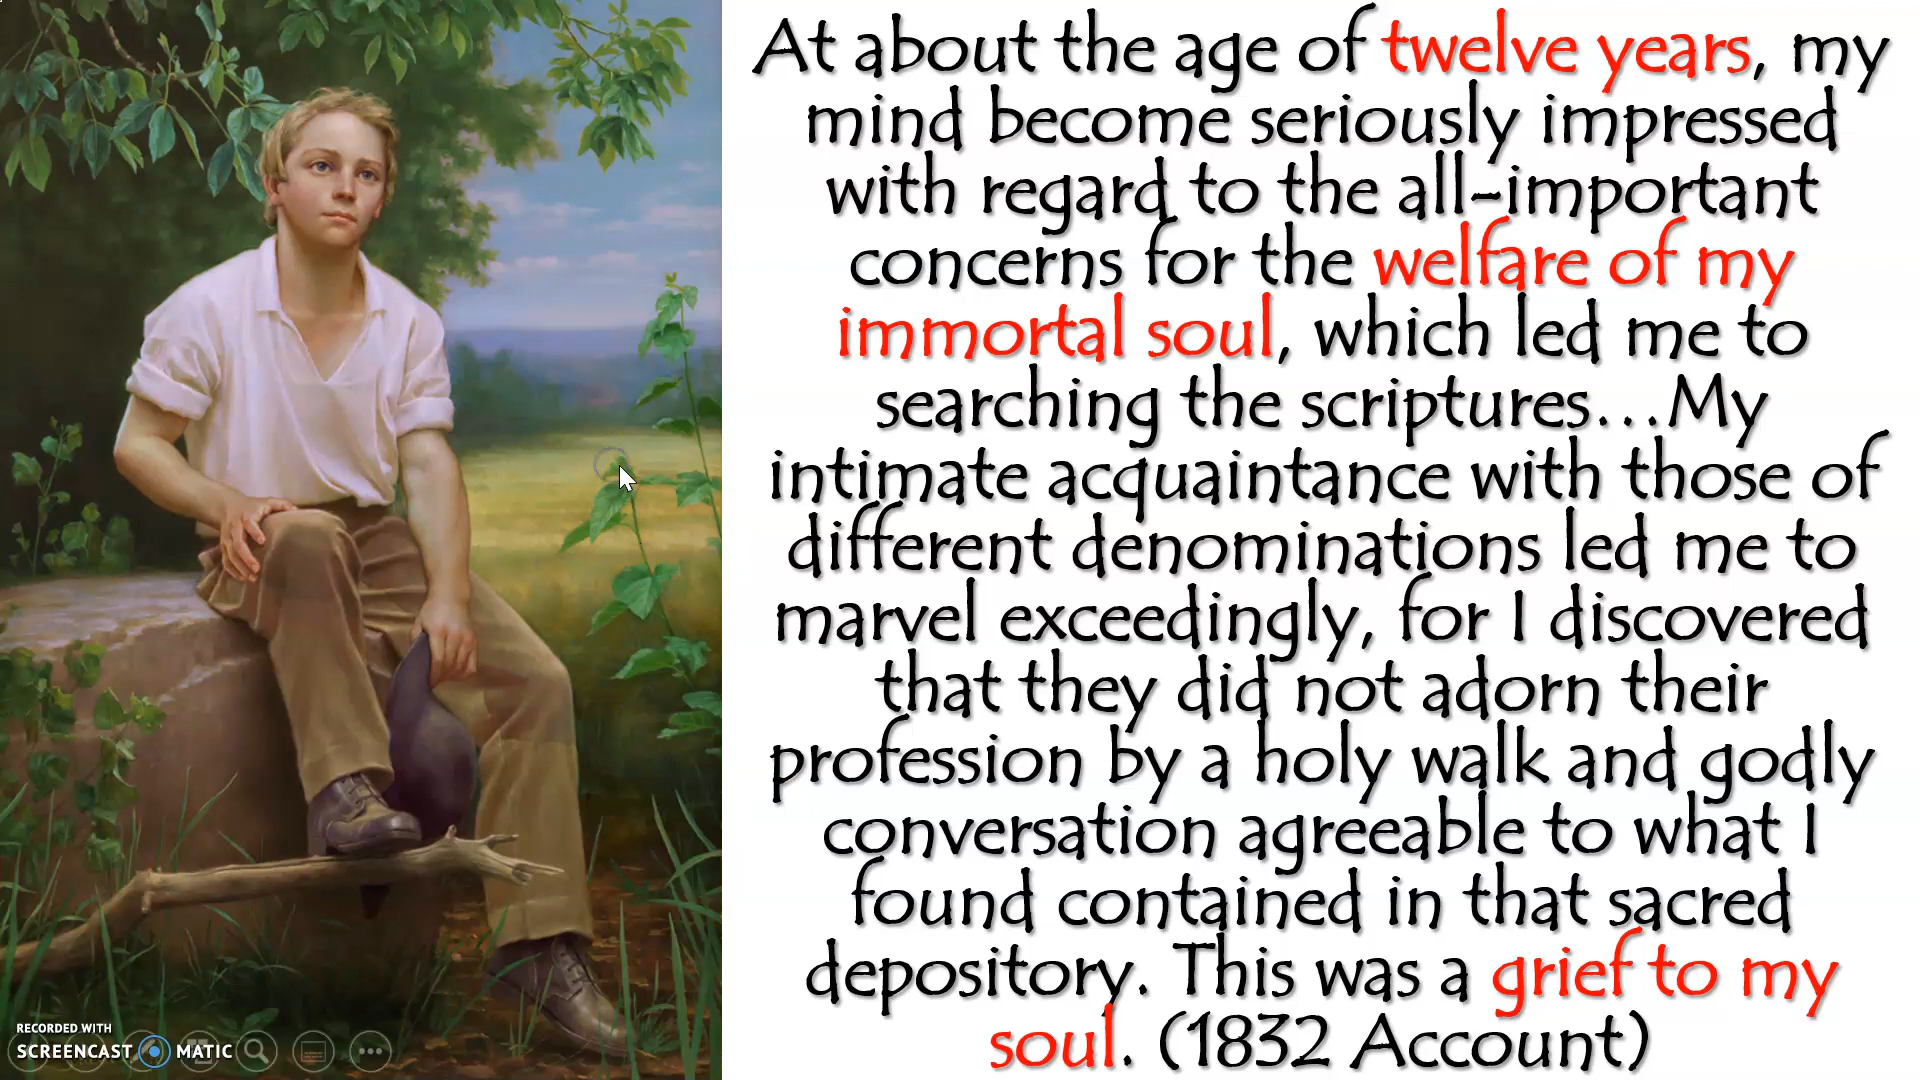 At about the age of twelve years, my
mind become seriously impressed
with regard to the all-important
concerns for the welfare of my
immortal soul, which led me to
searching the scriptures...My
intimate acquaintance with those of
different denominations led me to
marvel exceedingly, for I discovered
that they did not adorn their
profession by a holy walk and godly
conversation agreeable to what I
found contained in that sacred
depository. This was a grief to my
soul. (1832 Account)
RECORDED WITH
SCREENCAST MATIC